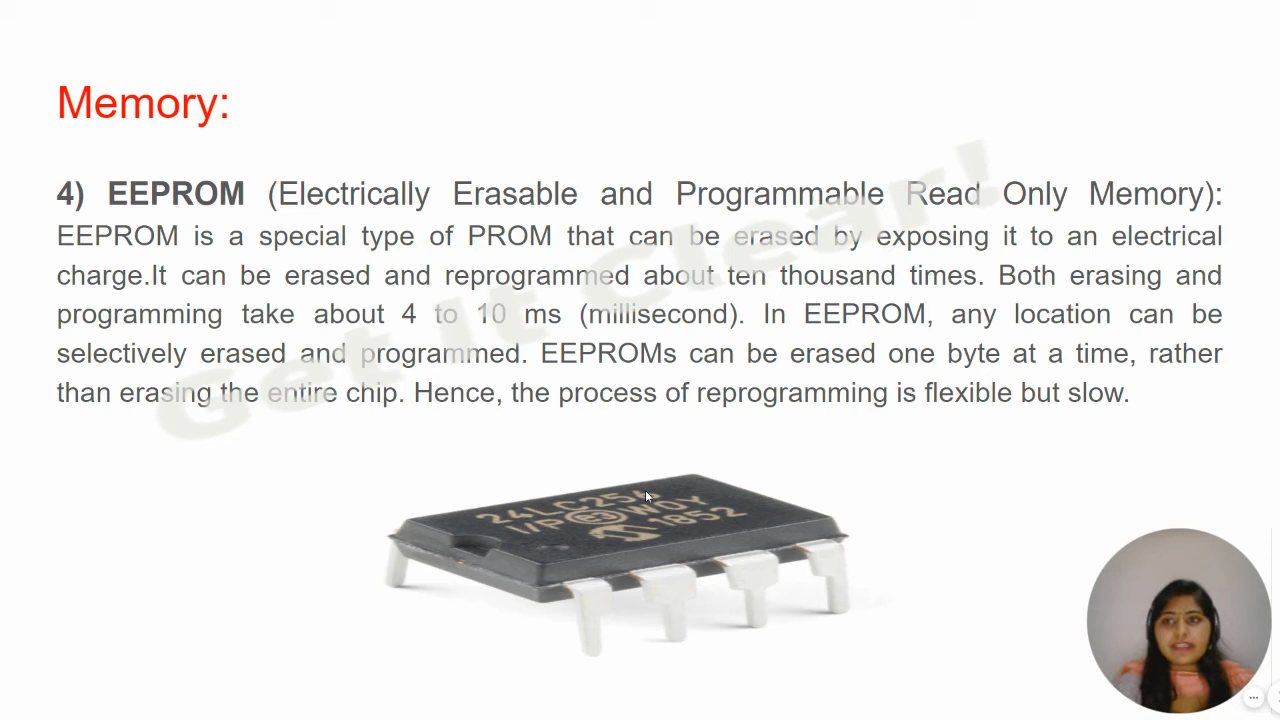 Memory:
4) EEPROM (Electrically Erasable and Programmable Read Only Memory):
EEPROM is a special type of PROM that can be erased by exposing it to an electrical
charge.It can be erased and reprogrammed about ten thousand times. Both erasing and
programming take about 4 to 10 ms (millisecond). In EEPROM, any location can be
selectively erased and programmed. EEPROMs can be erased one byte at a time, rather
than erasing the entire chip. Hence, the process of reprogramming is flexible but slow.
Get It Clear!
24LC256
I/P e3 WDY
1852